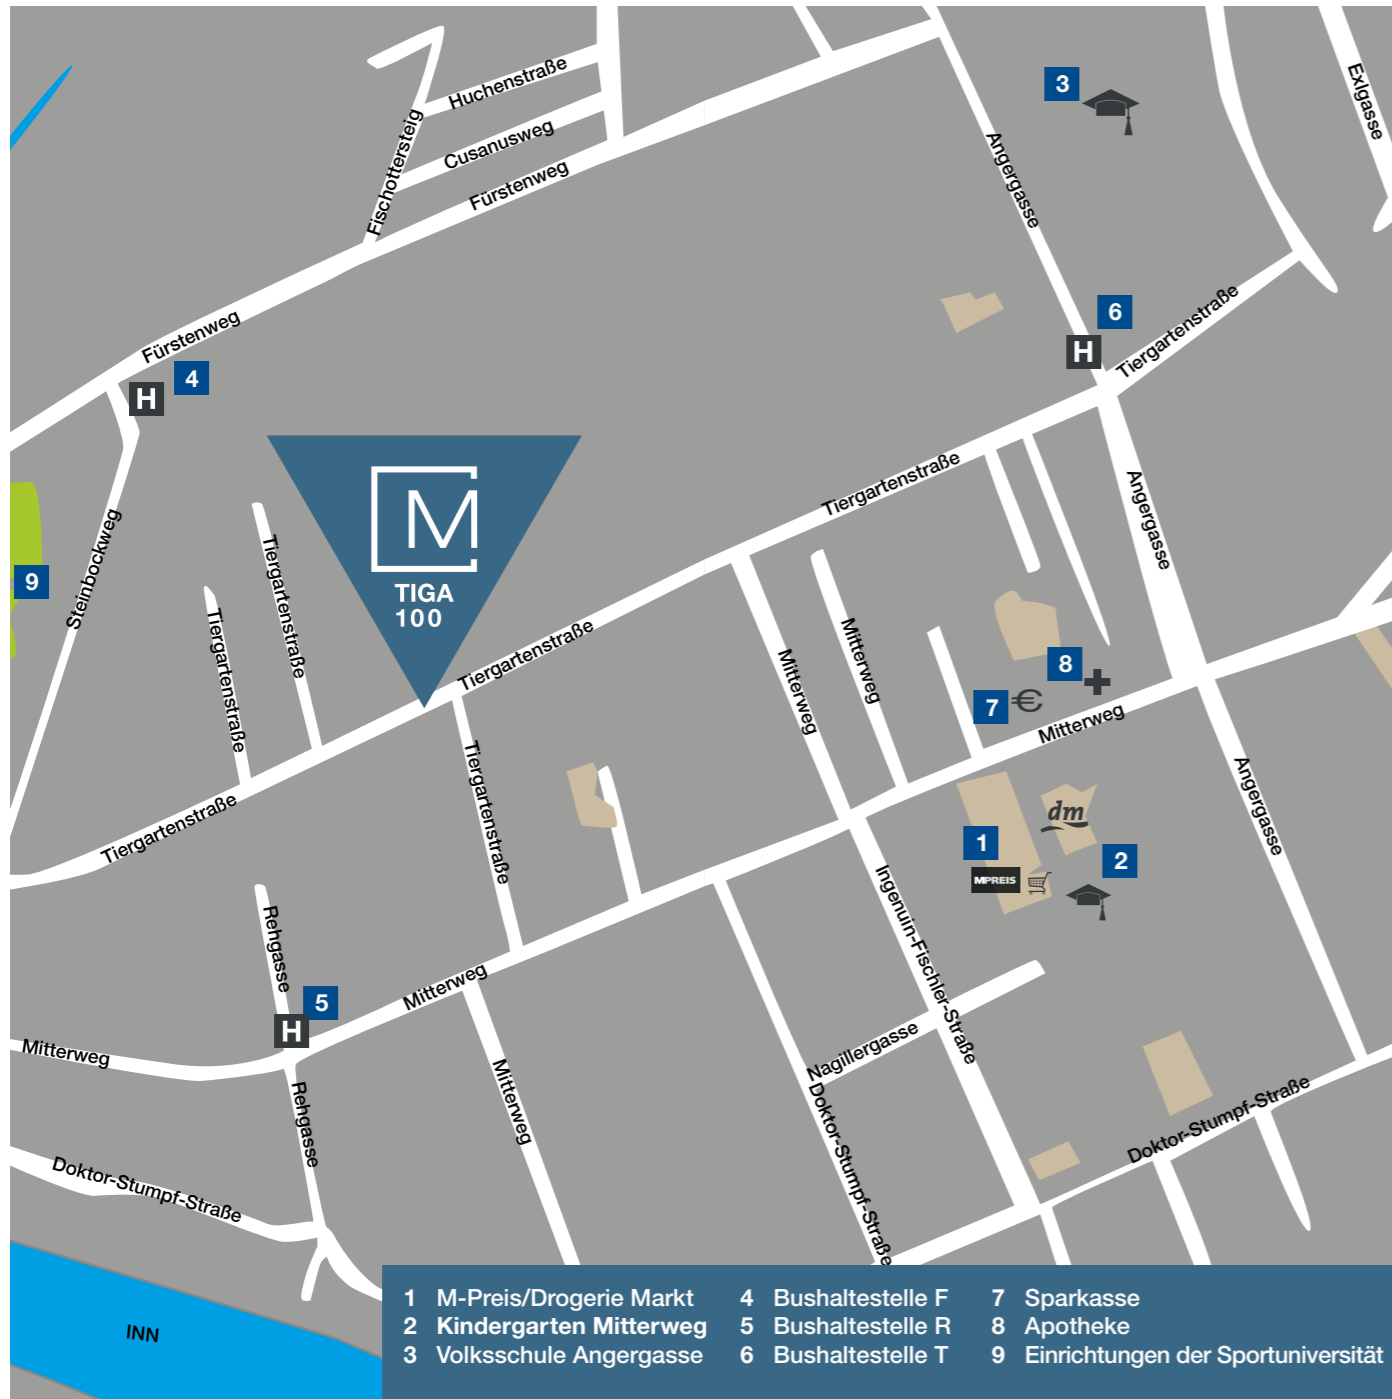 Huchenstraße
Cusanusweg
Fischottersteig
Fürstenweg
3
Exlgasse
Angergasse
6
H
Tiergartenstraße
Fürstenweg
4
H
M
TIGA
100
Tiergartenstraße
Angergasse
Steinbockweg
9
Tiergartenstraße
Tiergartenstraße
Tiergartenstraße
Mitterweg
Mitterweg
8
7 €
Mitterweg
Tiergartenstraße
Tiergartenstraße
Angergasse
dm
1
2
MPREIS
Rehgasse
Ingenuin-Fischler-Straße
Mitterweg
5
H
Mitterweg
Nagillergasse
Rehgasse
Mitterweg
Doktor-Stumpf-Straße
Doktor-Stumpf-Straße
Doktor-Stumpf-Straße
INN
1 M-Preis/Drogerie Markt
2 Kindergarten Mitterweg
3 Volksschule Angergasse
4 Bushaltestelle F
5 Bushaltestelle R
6 Bushaltestelle T
7 Sparkasse
8 Apotheke
9 Einrichtungen der Sportuniversität